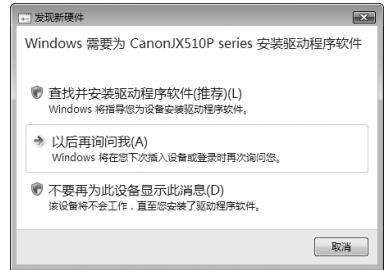 发现新硬件
Windows 需要为 CanonJX510P series 安装驱动程序软件
查找并安装驱动程序软件(推荐)(L)
Windows 将指导您为设备安装驱动程序软件。
以后再询问我(A)
Windows 将在您下次插入设备或登录时再次询问您。
不要再为此设备显示此消息(D)
该设备将不会工作，直至您安装了驱动程序软件。
取消